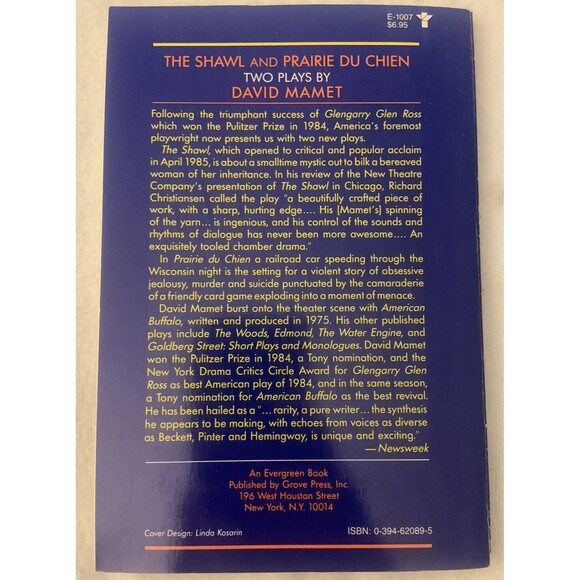 E-1007
$6.95
THE SHAWL AND PRAIRIE DU CHIEN
TWO PLAYS BY
DAVID MAMET
Following the triumphant success of Glengarry Glen Ross
which won the Pulitzer Prize in 1984, America's foremost
playwright now presents us with two new plays.
The Shawl, which opened to critical and popular acclaim
in April 1985, is about a smalltime mystic out to bilk a bereaved
woman of her inheritance. In his review of the New Theatre
Company's presentation of The Shawl in Chicago, Richard
Christiansen called the play "a beautifully crafted piece of
work, with a sharp, hurting edge.... His [Mamet's] spinning
of the yarn... is ingenious, and his control of the sounds and
rhythms of dialogue has never been more awesome.... An
exquisitely tooled chamber drama."
In Prairie du Chien a railroad car speeding through the
Wisconsin night is the setting for a violent story of obsessive
jealousy, murder and suicide punctuated by the camaraderie
of a friendly card game exploding into a moment of menace.
David Mamet burst onto the theater scene with American
Buffalo, written and produced in 1975. His other published
plays include The Woods, Edmond, The Water Engine, and
Goldberg Street: Short Plays and Monologues. David Mamet
won the Pulitzer Prize in 1984, a Tony nomination, and the
New York Drama Critics Circle Award for Glengarry Glen
Ross as best American play of 1984, and in the same season,
a Tony nomination for American Buffalo as the best revival.
He has been hailed as a "... rarity, a pure writer... the synthesis
he appears to be making, with echoes from voices as diverse
as Beckett, Pinter and Hemingway, is unique and exciting."
—Newsweek
An Evergreen Book
Published by Grove Press, Inc.
196 West Houston Street
New York, N.Y. 10014
Cover Design: Linda Kosarin
ISBN: 0-394-62089-5